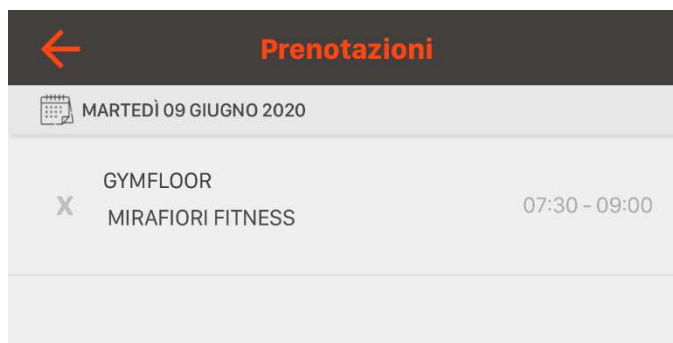 Prenotazioni
MARTEDÌ 09 GIUGNO 2020
GYMFLOOR
X
MIRAFIORI FITNESS
07:30 - 09:00